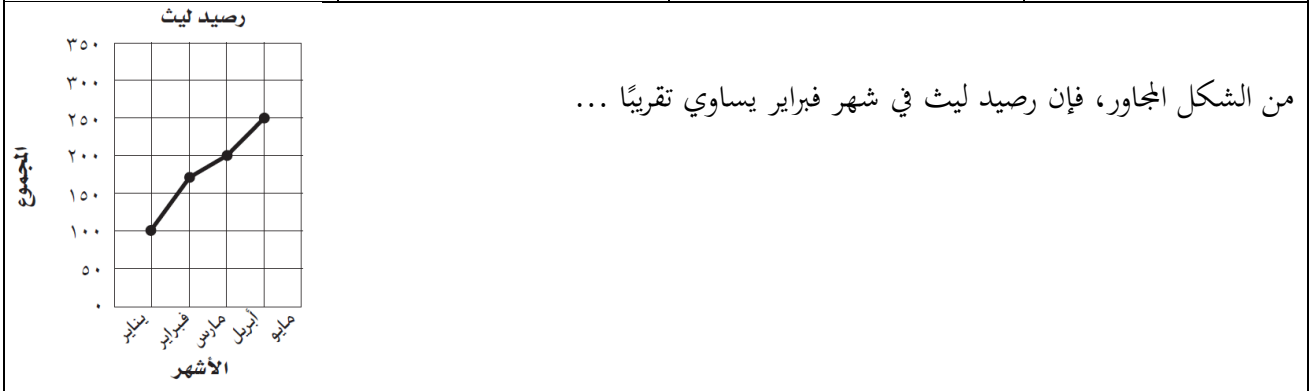 رصيد ليث
٣٥٠
٣٠٠
٢٥٠
٢٠٠
١٥٠
١٠٠
٥٠
٠
المجموع
يناير
فبراير
مارس
أبريل
مايو
الأشهر
من الشكل المجاور، فإن رصيد ليث في شهر فبراير يساوي تقريبًا ...